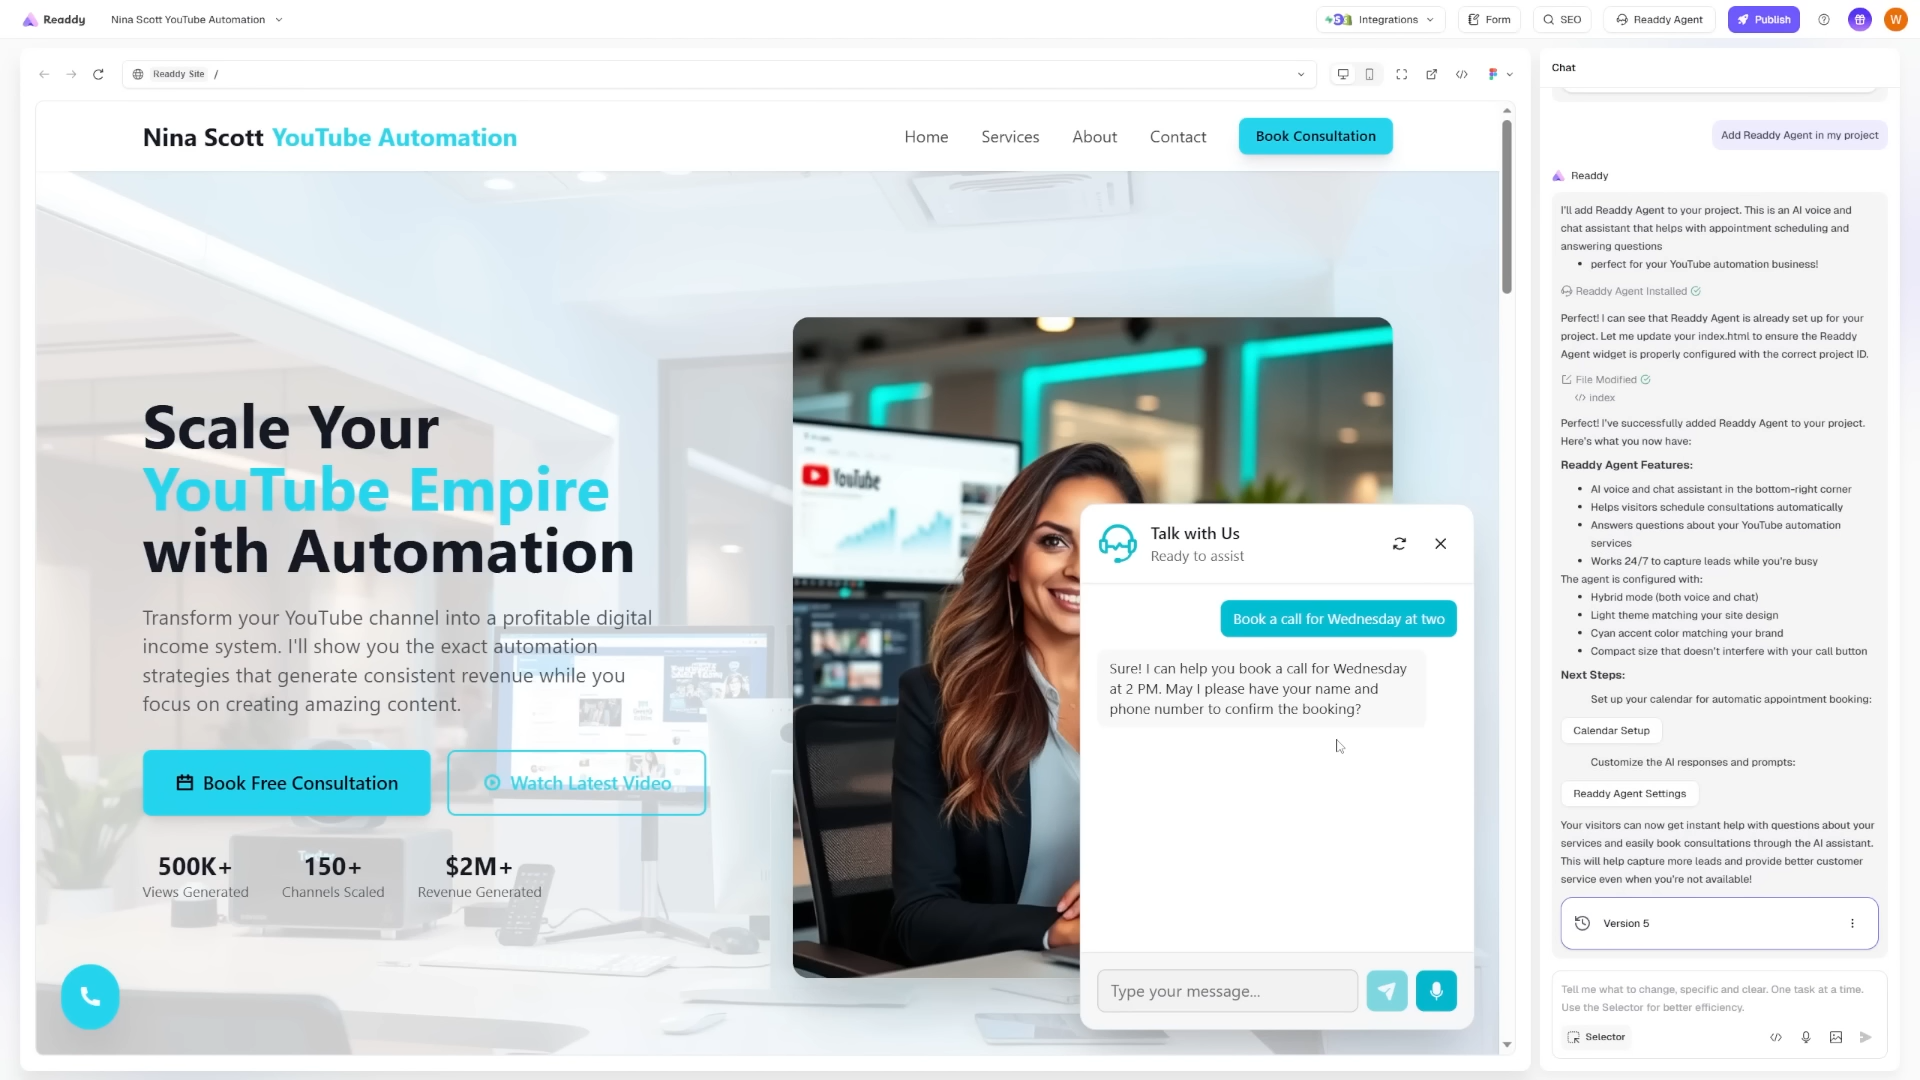 Readdy
Nina Scott YouTube Automation
Integrations
Form
SEO
Readdy Agent
Publish
W
Readdy Site /
Nina Scott YouTube Automation
Home
Services
About
Contact
Book Consultation
Scale Your
YouTube Empire
with Automation
Transform your YouTube channel into a profitable digital
income system. I'll show you the exact automation
strategies that generate consistent revenue while you
focus on creating amazing content.
Book Free Consultation
Watch Latest Video
500K+
Views Generated
150+
Channels Scaled
$2M+
Revenue Generated
YouTube
Talk with Us
Ready to assist
Book a call for Wednesday at two
Sure! I can help you book a call for Wednesday
at 2 PM. May I please have your name and
phone number to confirm the booking?
Type your message...
Chat
Add Readdy Agent in my project
Readdy
I'll add Readdy Agent to your project. This is an AI voice and
chat assistant that helps with appointment scheduling and
answering questions
• perfect for your YouTube automation business!
Readdy Agent Installed
Perfect! I can see that Readdy Agent is already set up for your
project. Let me update your index.html to ensure the Readdy
Agent widget is properly configured with the correct project ID.
File Modified
</> index
Perfect! I've successfully added Readdy Agent to your project.
Here's what you now have:
Readdy Agent Features:
• AI voice and chat assistant in the bottom-right corner
• Helps visitors schedule consultations automatically
• Answers questions about your YouTube automation
services
• Works 24/7 to capture leads while you're busy
The agent is configured with:
• Hybrid mode (both voice and chat)
• Light theme matching your site design
• Cyan accent color matching your brand
• Compact size that doesn't interfere with your call button
Next Steps:
Set up your calendar for automatic appointment booking:
Calendar Setup
Customize the AI responses and prompts:
Readdy Agent Settings
Your visitors can now get instant help with questions about your
services and easily book consultations through the AI assistant.
This will help capture more leads and provide better customer
service even when you're not available!
Version 5
Tell me what to change, specific and clear. One task at a time.
Use the Selector for better efficiency.
Selector